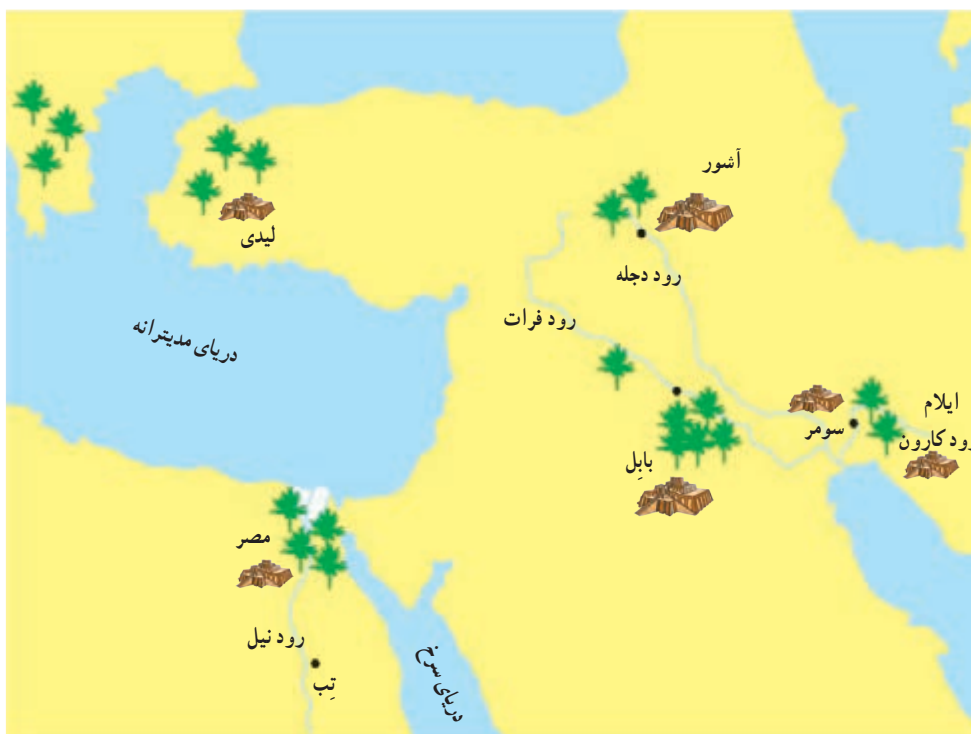 آشور
لیدی
رود دجله
رود فرات
دریای مدیترانه
ایلام
رود کارون
سومر
بابِل
مصر
رود نیل
تِب
دریای سرخ